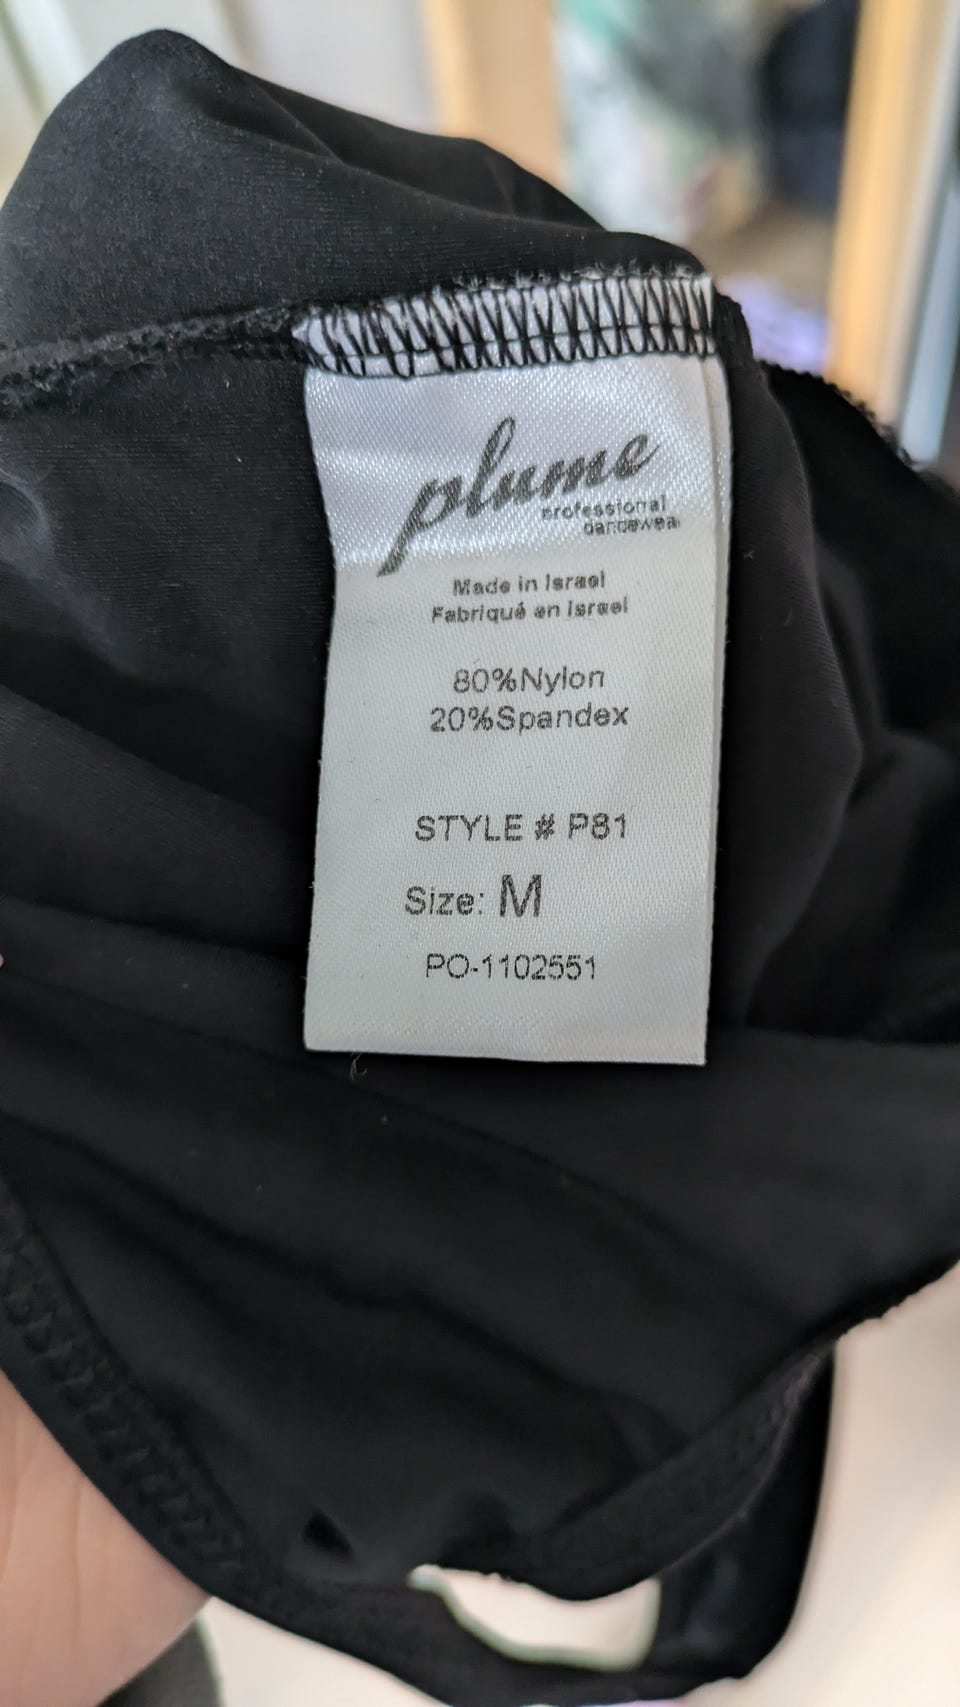 plume
professional
dancewear
Made in Israel
Fabriqué en Israel
80%Nylon
20%Spandex
STYLE # P81
Size: M
PO-1102551